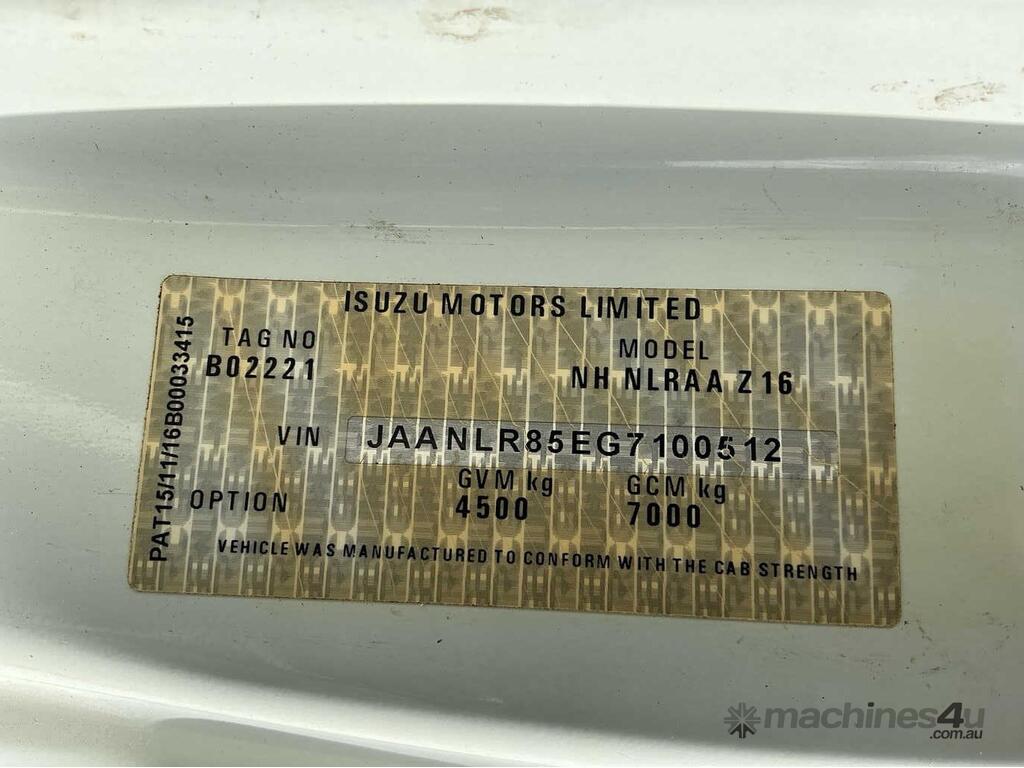 ISUZU MOTORS LIMITED
TAG NO
B02221
MODEL
NH NLRAA Z16
VIN
JAANLR85EG7100512
OPTION
GVM kg
4500
GCM kg
7000
VEHICLE WAS MANUFACTURED TO CONFORM WITH THE CAB STRENGTH
PAT15/11/16B00033415
machines4u
.com.au